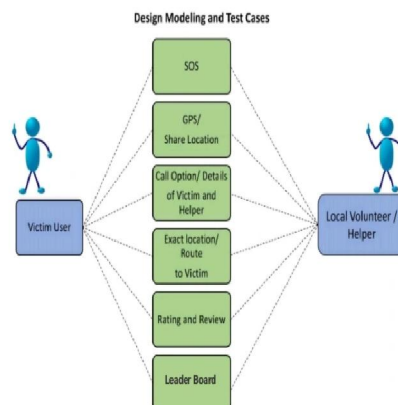 Design Modeling and Test Cases
SOS
GPS/
Share Location
Call Option/ Details
of Victim and
Helper
Victim User
Local Volunteer /
Helper
Exact location/
Route
to Victim
Rating and Review
Leader Board